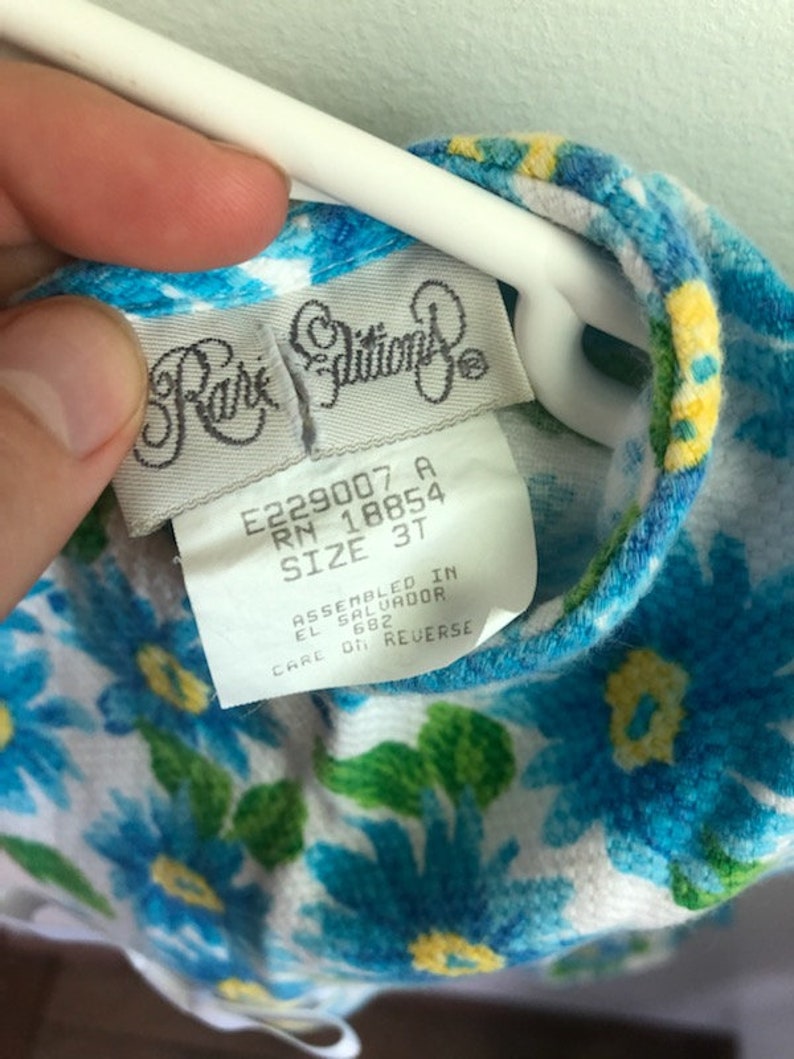 Rare Editions®
E229007 A
RN 18854
SIZE 3T
ASSEMBLED IN
EL SALVADOR
682
CARE ON REVERSE